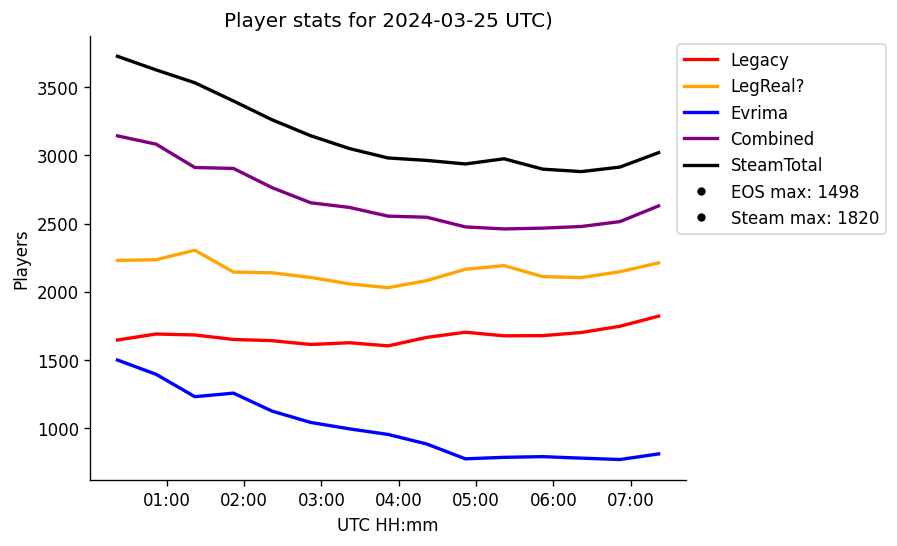 Player stats for 2024-03-25 UTC)
Legacy
LegReal?
Evrima
Combined
SteamTotal
EOS max: 1498
Steam max: 1820
Players
3500
3000
2500
2000
1500
1000
01:00 02:00 03:00 04:00 05:00 06:00 07:00
UTC HH:mm